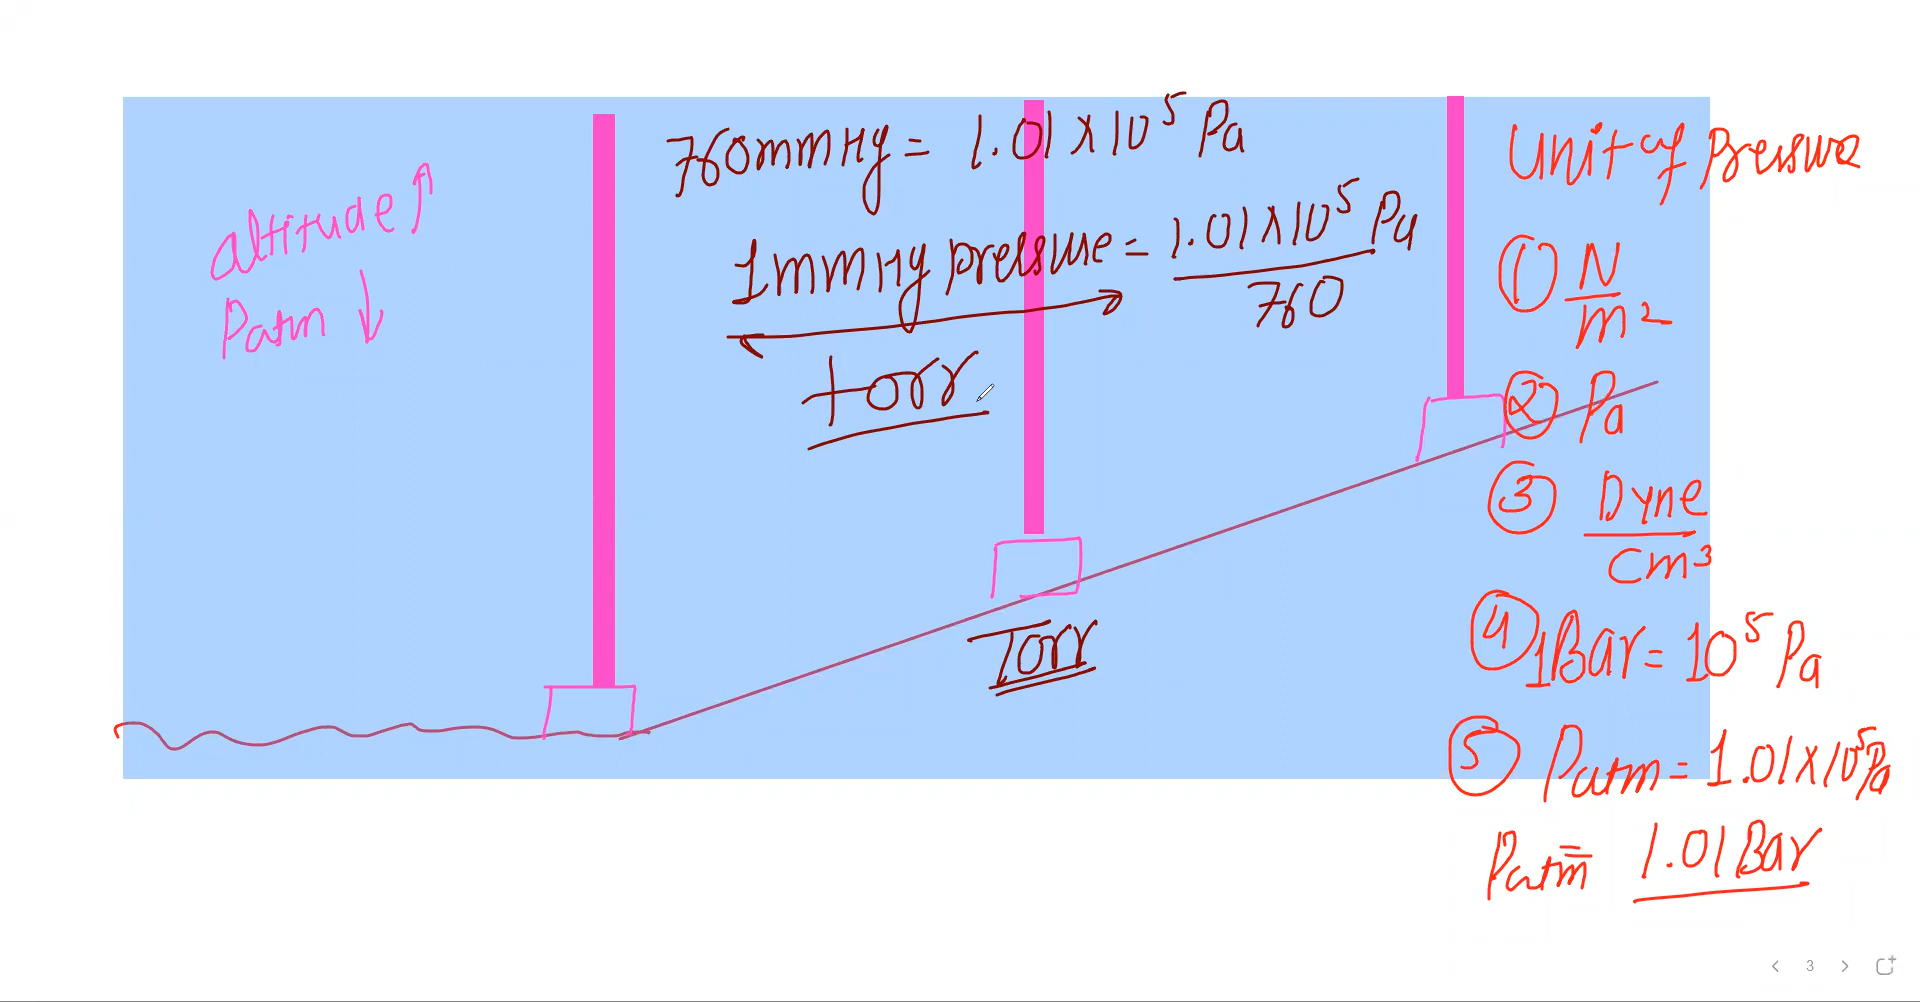 altitude ↑
Patm ↓
760mmHg = 1.01 × 10⁵ Pa
1mmHg pressure = 1.01×10⁵ Pa / 760
torr
Torr
Unit of Pressure
① N/m²
② Pa
③ Dyne/cm³
④ 1Bar = 10⁵ Pa
⑤ Patm = 1.01×10⁵Pa
Patm = 1.01 Bar
3